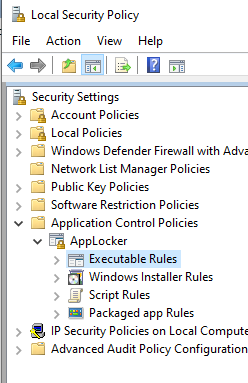 Local Security Policy
File Action View Help
Security Settings
Account Policies
Local Policies
Windows Defender Firewall with Adva
Network List Manager Policies
Public Key Policies
Software Restriction Policies
Application Control Policies
AppLocker
Executable Rules
Windows Installer Rules
Script Rules
Packaged app Rules
IP Security Policies on Local Compute
Advanced Audit Policy Configuration